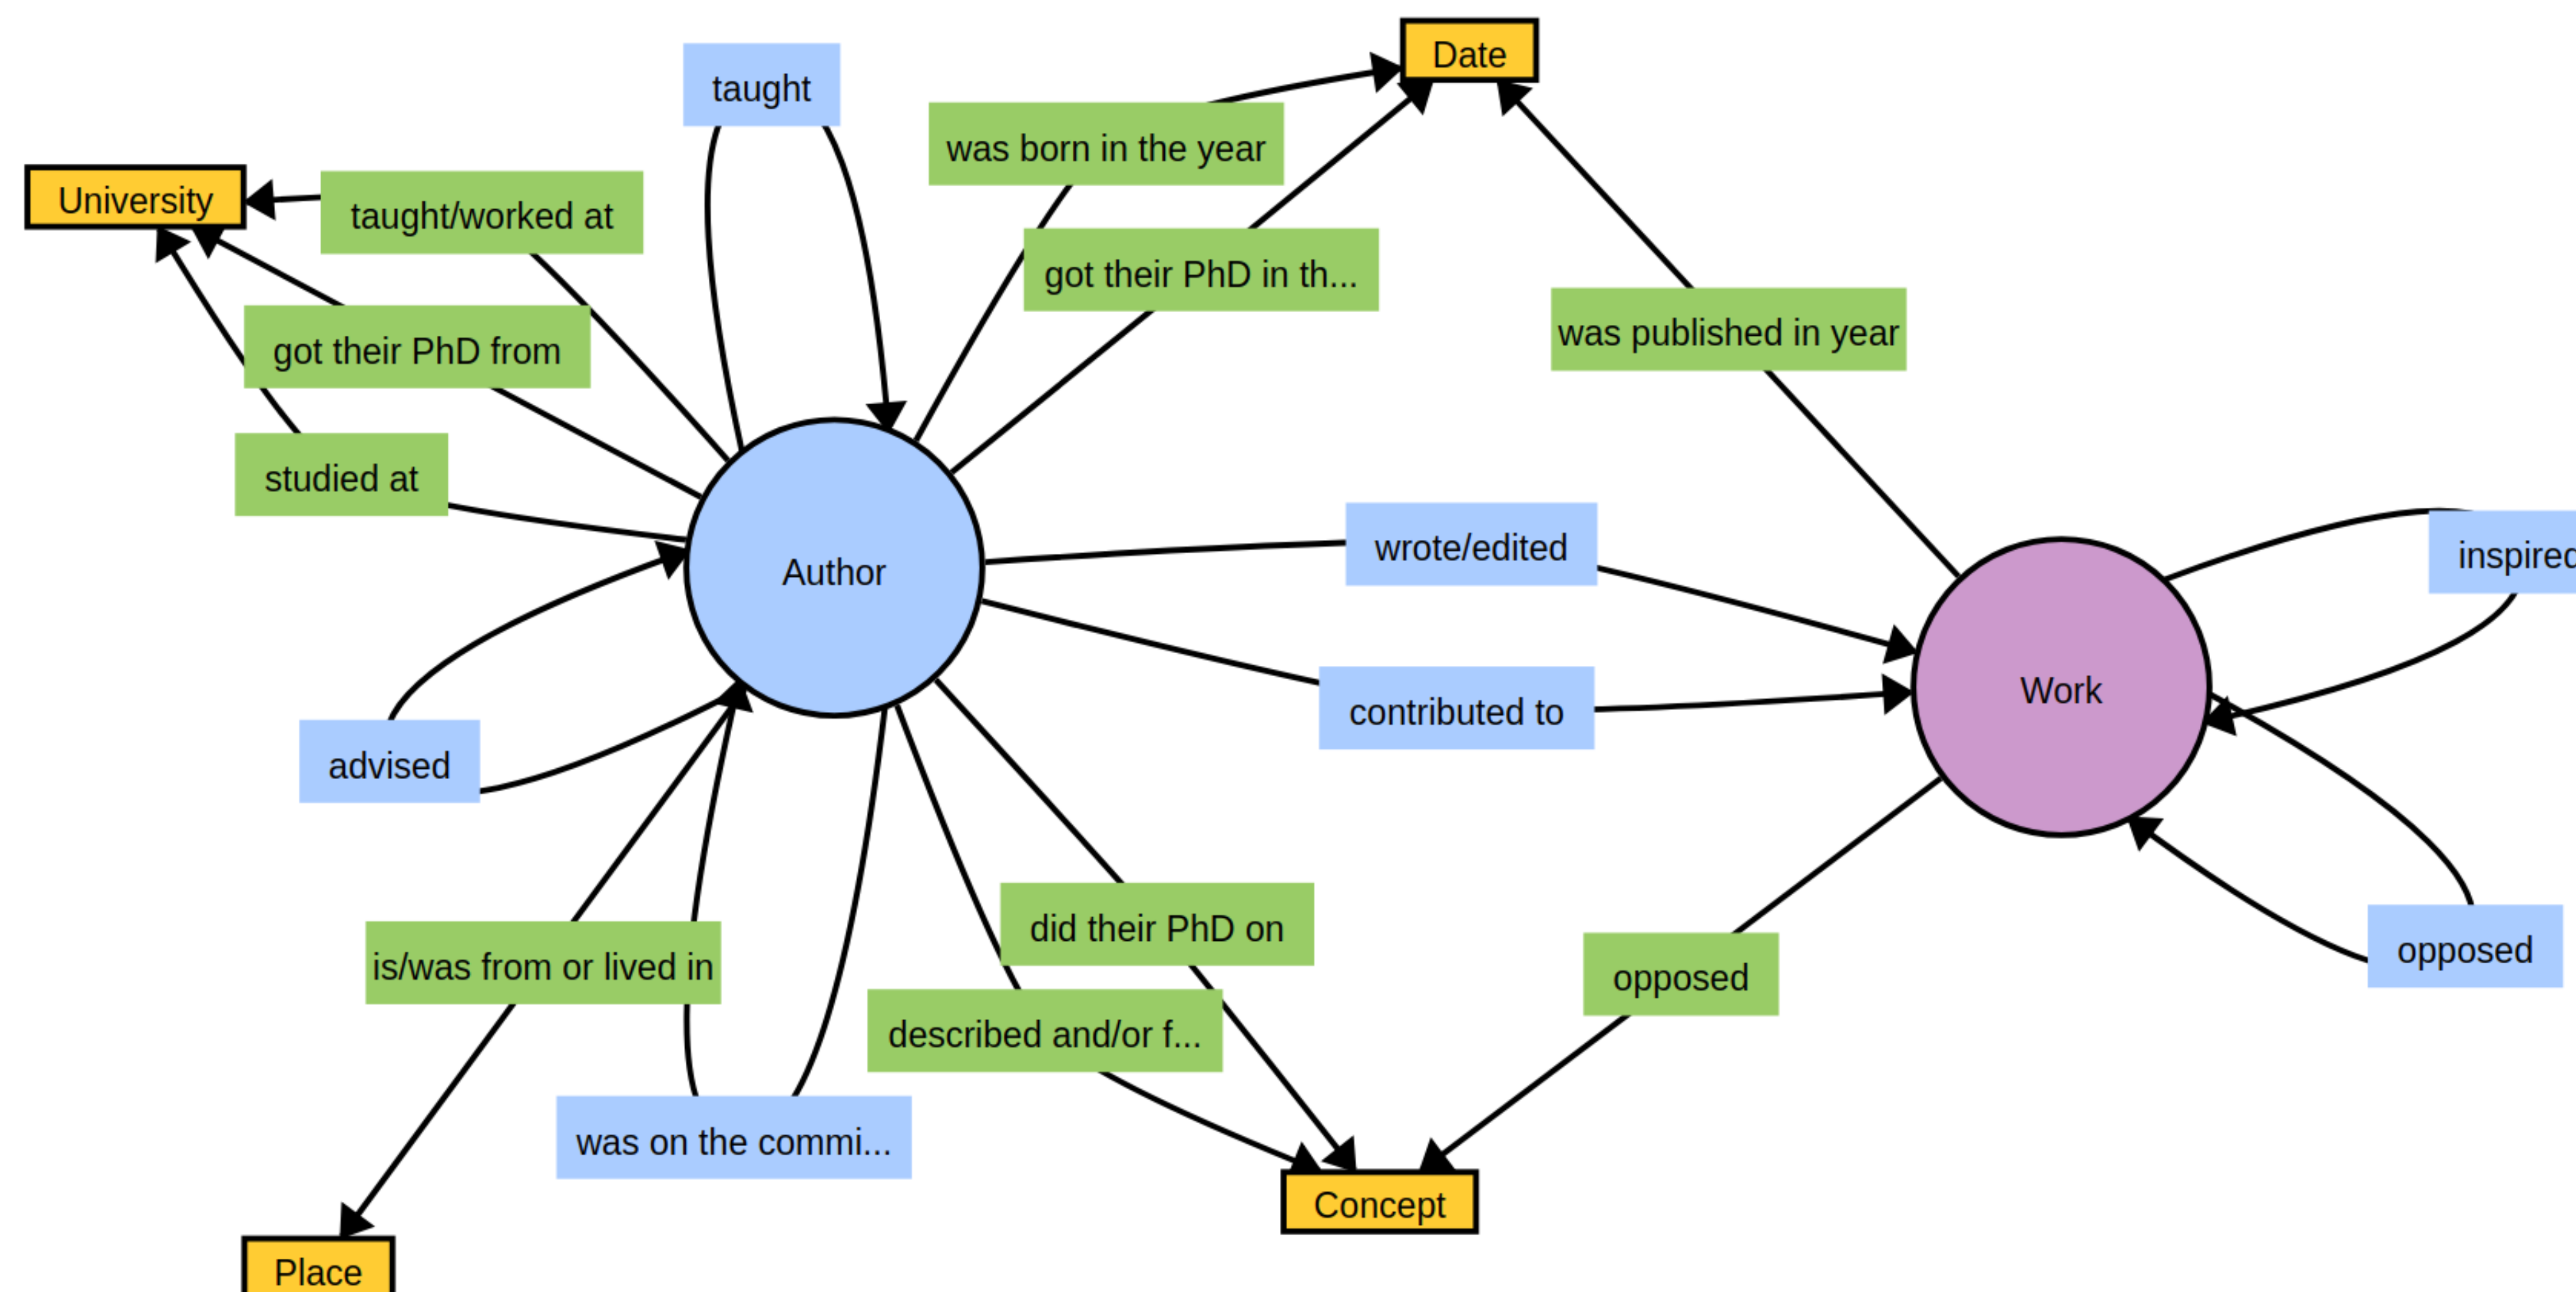 Date
taught
was born in the year
University
taught/worked at
got their PhD in th...
was published in year
got their PhD from
studied at
wrote/edited
inspired
Author
Work
contributed to
advised
did their PhD on
opposed
is/was from or lived in
opposed
described and/or f...
was on the commi...
Concept
Place